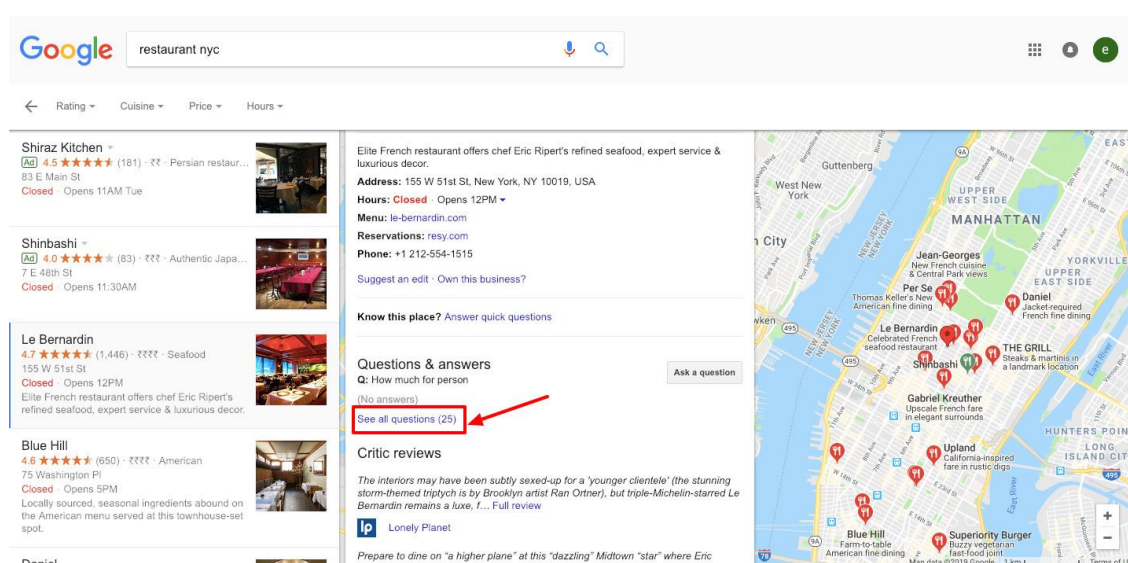 Google
restaurant nyc
e
Rating
Cuisine
Price
Hours
Shiraz Kitchen
Ad 4.5 ★★★★★ (181) · ₹₹ · Persian restaur...
83 E Main St
Closed · Opens 11AM Tue
Shinbashi
Ad 4.0 ★★★★★ (83) · ₹₹₹ · Authentic Japa...
7 E 48th St
Closed · Opens 11:30AM
Le Bernardin
4.7 ★★★★★ (1,446) · ₹₹₹₹ · Seafood
155 W 51st St
Closed · Opens 12PM
Elite French restaurant offers chef Eric Ripert's
refined seafood, expert service & luxurious decor.
Blue Hill
4.6 ★★★★★ (650) · ₹₹₹₹ · American
75 Washington Pl
Closed · Opens 5PM
Locally sourced, seasonal ingredients abound on
the American menu served at this townhouse-set
spot.
Elite French restaurant offers chef Eric Ripert's refined seafood, expert service &
luxurious decor.
Address: 155 W 51st St, New York, NY 10019, USA
Hours: Closed · Opens 12PM
Menu: le-bernardin.com
Reservations: resy.com
Phone: +1 212-554-1515
Suggest an edit · Own this business?
Know this place? Answer quick questions
Questions & answers
Q: How much for person
Ask a question
(No answers)
See all questions (25)
Critic reviews
The interiors may have been subtly sexed-up for a 'younger clientele' (the stunning
storm-themed triptych is by Brooklyn artist Ran Ortner), but triple-Michelin-starred Le
Bernardin remains a luxe, f... Full review
lp Lonely Planet
Prepare to dine on "a higher plane" at this "dazzling" Midtown "star" where Eric
Guttenberg
West New
York
UPPER
WEST SIDE
MANHATTAN
City
NEW JERSEY
NEW YORK
Jean-Georges
New French cuisine
& Central Park views
YORKVILLE
UPPER
EAST SIDE
Per Se
Thomas Keller's New
American fine dining
Daniel
Jacket-required
French fine dining
wken
495
Le Bernardin
Celebrated French
seafood restaurant
THE GRILL
Steaks & martinis in
a landmark location
Shinbashi
495
Gabriel Kreuther
Upscale French fare
in elegant surrounds
HUNTERS POIN
LONG
ISLAND CIT
Upland
California-inspired
fare in rustic digs
495
East River
Blue Hill
Farm-to-table
American fine dining
Superiority Burger
Buzzy vegetarian
fast-food joint
78
9A
Map data ©2019 Google